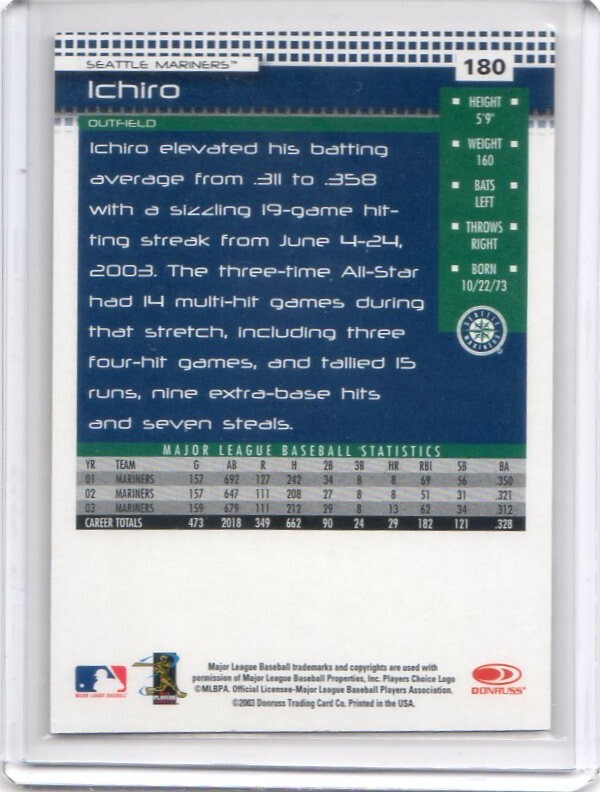 SEATTLE MARINERS™
180
Ichiro
OUTFIELD
HEIGHT
5'9"
WEIGHT
160
BATS
LEFT
THROWS
RIGHT
BORN
10/22/73
SEATTLE MARINERS
Ichiro elevated his batting
average from .311 to .358
with a sizzling 19-game hit-
ting streak from June 4-24,
2003. The three-time All-Star
had 14 multi-hit games during
that stretch, including three
four-hit games, and tallied 15
runs, nine extra-base hits
and seven steals.
MAJOR LEAGUE BASEBALL STATISTICS
YR TEAM G AB R H 2B 3B HR RBI SB BA
01 MARINERS 157 692 127 242 34 8 8 69 56 .350
02 MARINERS 157 647 111 208 27 8 8 51 31 .321
03 MARINERS 159 679 111 212 29 8 13 62 34 .312
CAREER TOTALS 473 2018 349 662 90 24 29 182 121 .328
MAJOR LEAGUE BASEBALL
PLAYERS
Major League Baseball trademarks and copyrights are used with
permission of Major League Baseball Properties, Inc. Players Choice Logo
©MLBPA. Official Licensee-Major League Baseball Players Association.
©2003 Donruss Trading Card Co. Printed in the USA.
DONRUSS